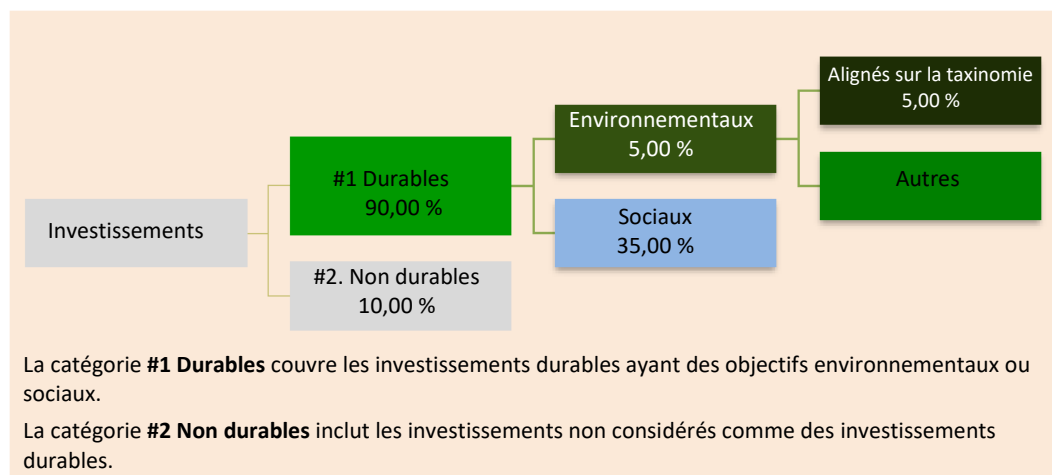 Investissements
#1 Durables
90,00 %
#2. Non durables
10,00 %
Environnementaux
5,00 %
Sociaux
35,00 %
Alignés sur la taxinomie
5,00 %
Autres
La catégorie #1 Durables couvre les investissements durables ayant des objectifs environnementaux ou
sociaux.
La catégorie #2 Non durables inclut les investissements non considérés comme des investissements
durables.